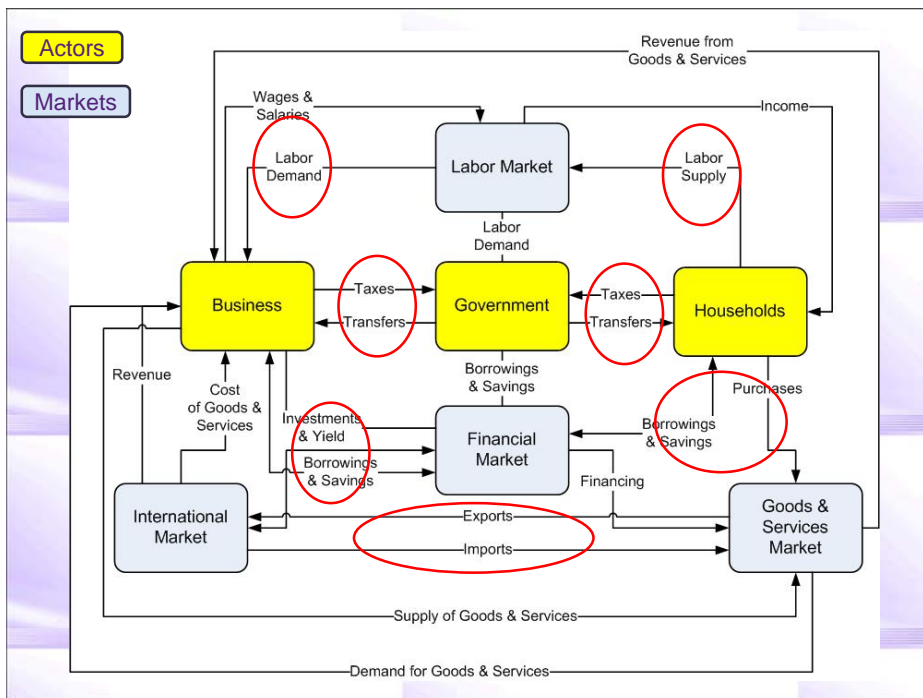 Actors
Revenue from
Goods & Services
Markets
Wages &
Salaries
Income
Labor Market
Labor
Demand
Labor
Supply
Labor
Demand
Business
Taxes
Government
Taxes
Households
Transfers
Transfers
Revenue
Cost
of Goods &
Services
Borrowings
& Savings
Purchases
Investments
& Yield
Financial
Market
Borrowings
& Savings
Borrowings
& Savings
Financing
International
Market
Exports
Imports
Goods &
Services
Market
Supply of Goods & Services
Demand for Goods & Services